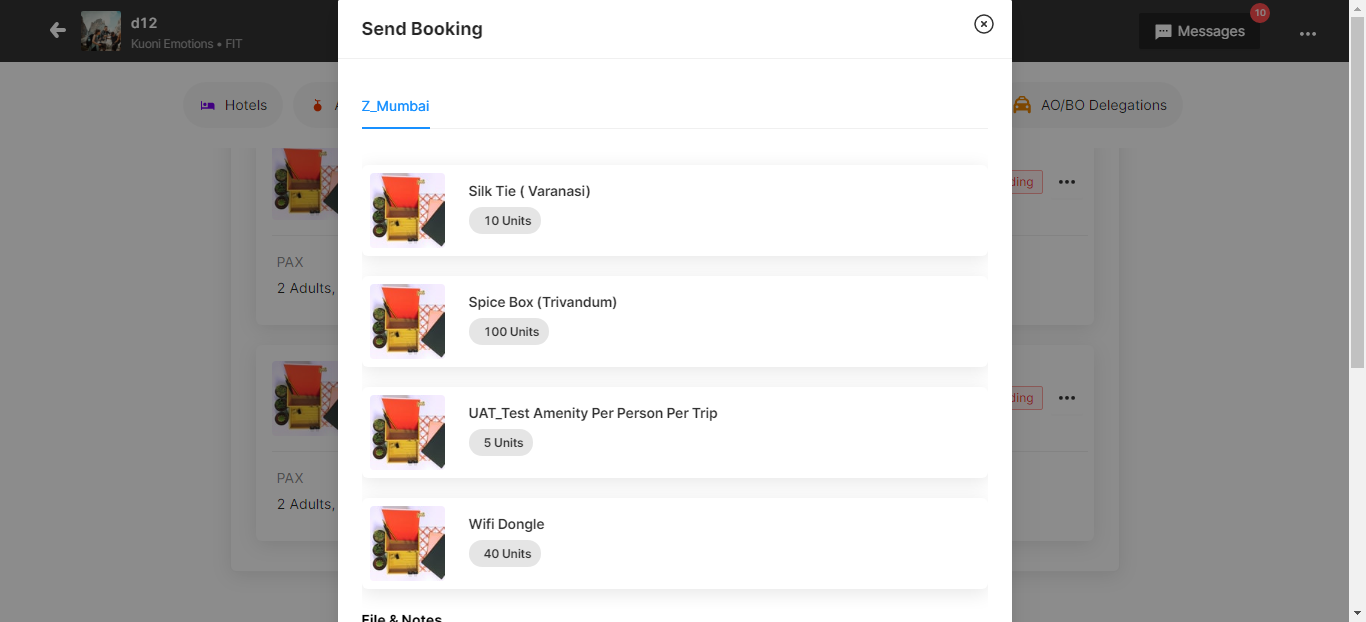 d12
Kuoni Emotions • FIT
Send Booking
10
Messages
Hotels
Z_Mumbai
AO/BO Delegations
Silk Tie ( Varanasi)
10 Units
Spice Box (Trivandum)
100 Units
UAT_Test Amenity Per Person Per Trip
5 Units
Wifi Dongle
40 Units
PAX
2 Adults,
PAX
2 Adults,
File & Notes